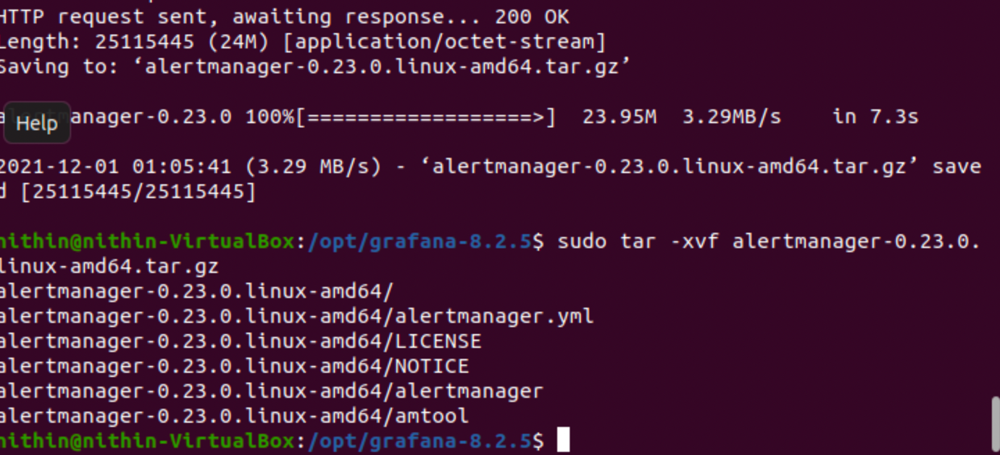 HTTP request sent, awaiting response... 200 OK
Length: 25115445 (24M) [application/octet-stream]
Saving to: ‘alertmanager-0.23.0.linux-amd64.tar.gz’
alertmanager-0.23.0 100%[==================>]  23.95M  3.29MB/s    in 7.3s
Help
2021-12-01 01:05:41 (3.29 MB/s) - ‘alertmanager-0.23.0.linux-amd64.tar.gz’ save
d [25115445/25115445]
nithin@nithin-VirtualBox:/opt/grafana-8.2.5$ sudo tar -xvf alertmanager-0.23.0.
linux-amd64.tar.gz
alertmanager-0.23.0.linux-amd64/
alertmanager-0.23.0.linux-amd64/alertmanager.yml
alertmanager-0.23.0.linux-amd64/LICENSE
alertmanager-0.23.0.linux-amd64/NOTICE
alertmanager-0.23.0.linux-amd64/alertmanager
alertmanager-0.23.0.linux-amd64/amtool
nithin@nithin-VirtualBox:/opt/grafana-8.2.5$